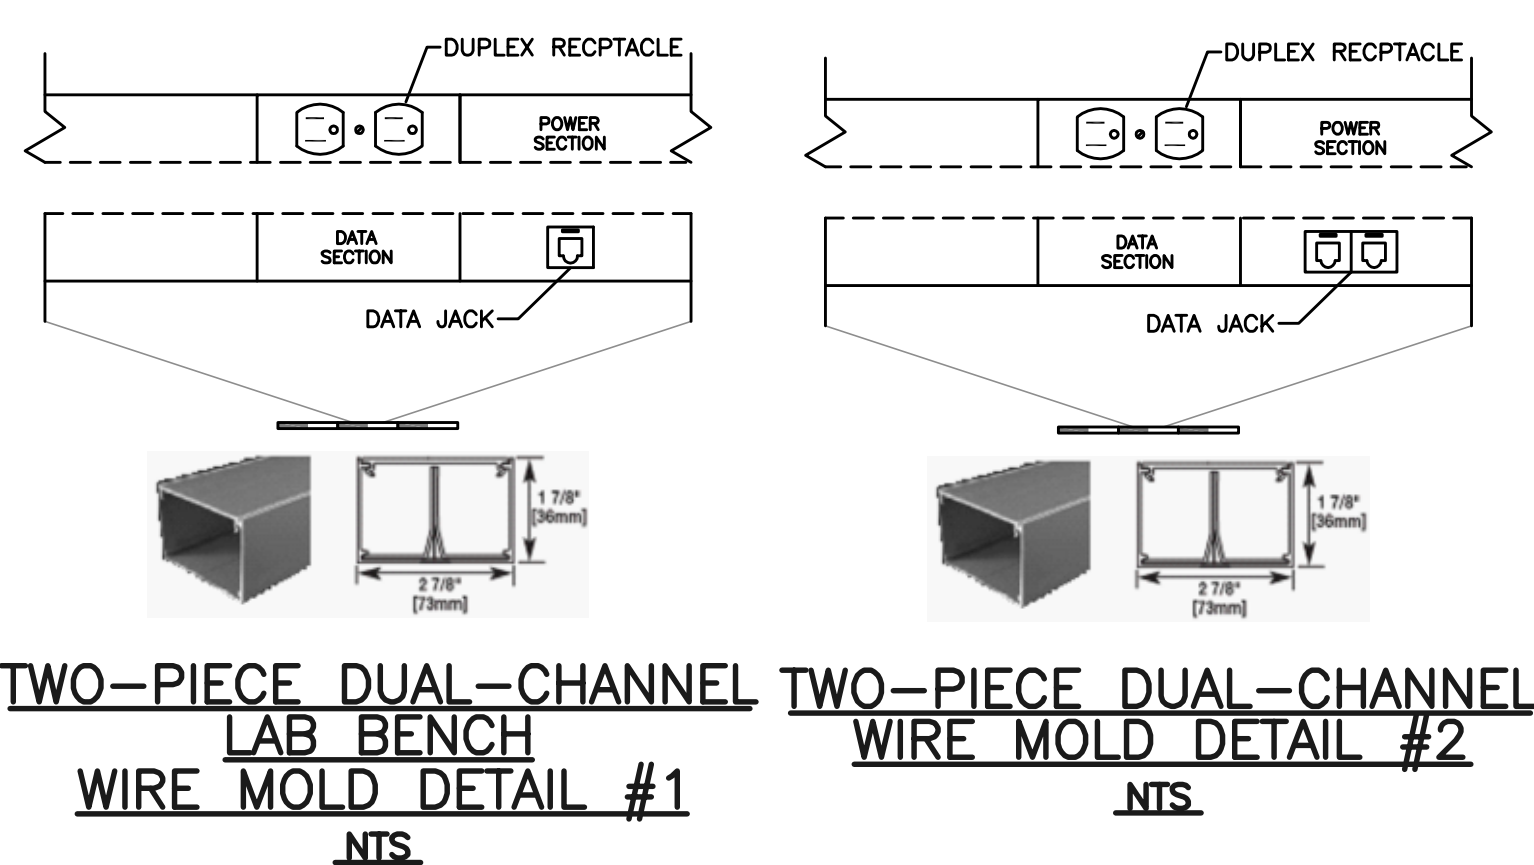 DUPLEX RECPTACLE
POWER
SECTION
DATA
SECTION
DATA JACK
1 7/8"
[36mm]
2 7/8"
[73mm]
TWO-PIECE DUAL-CHANNEL
LAB BENCH
WIRE MOLD DETAIL #1
NTS
DUPLEX RECPTACLE
POWER
SECTION
DATA
SECTION
DATA JACK
1 7/8"
[36mm]
2 7/8"
[73mm]
TWO-PIECE DUAL-CHANNEL
WIRE MOLD DETAIL #2
NTS